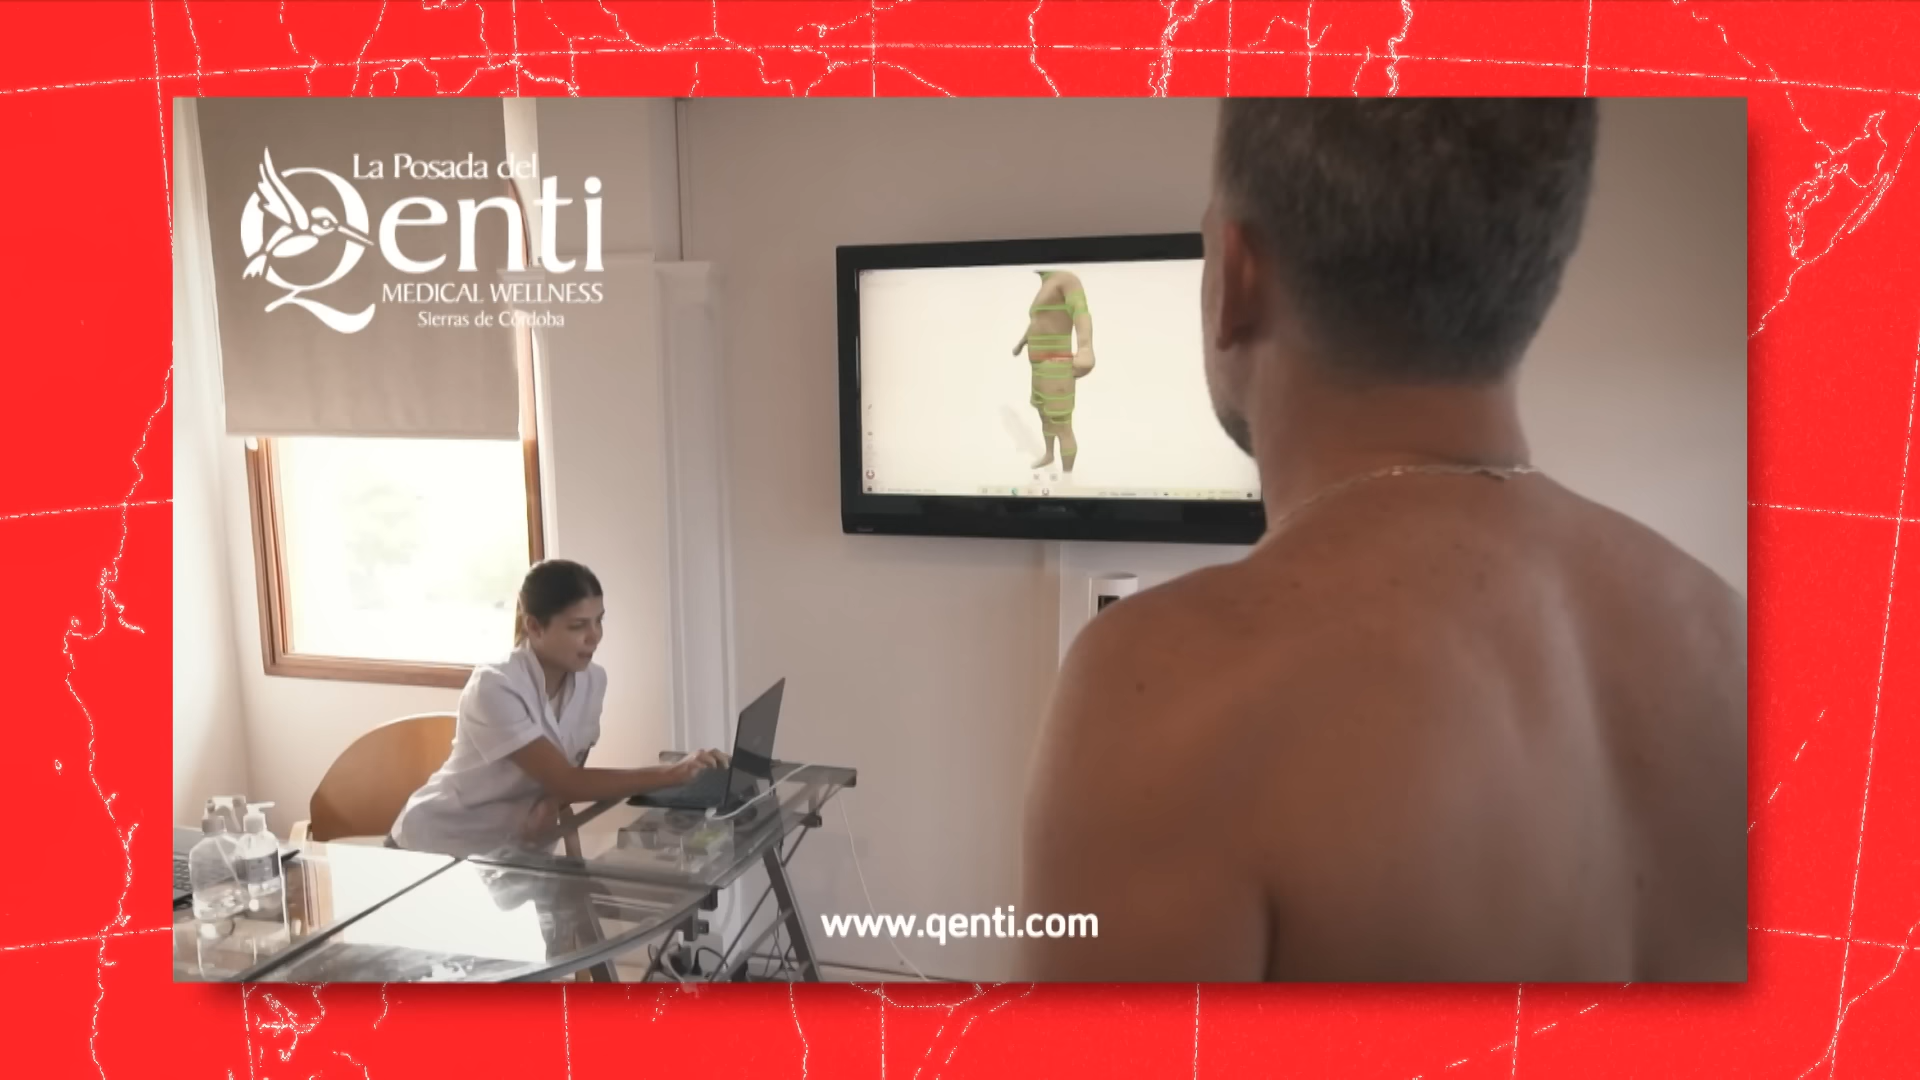 La Posada del
Qenti
MEDICAL WELLNESS
Sierras de Córdoba
www.qenti.com